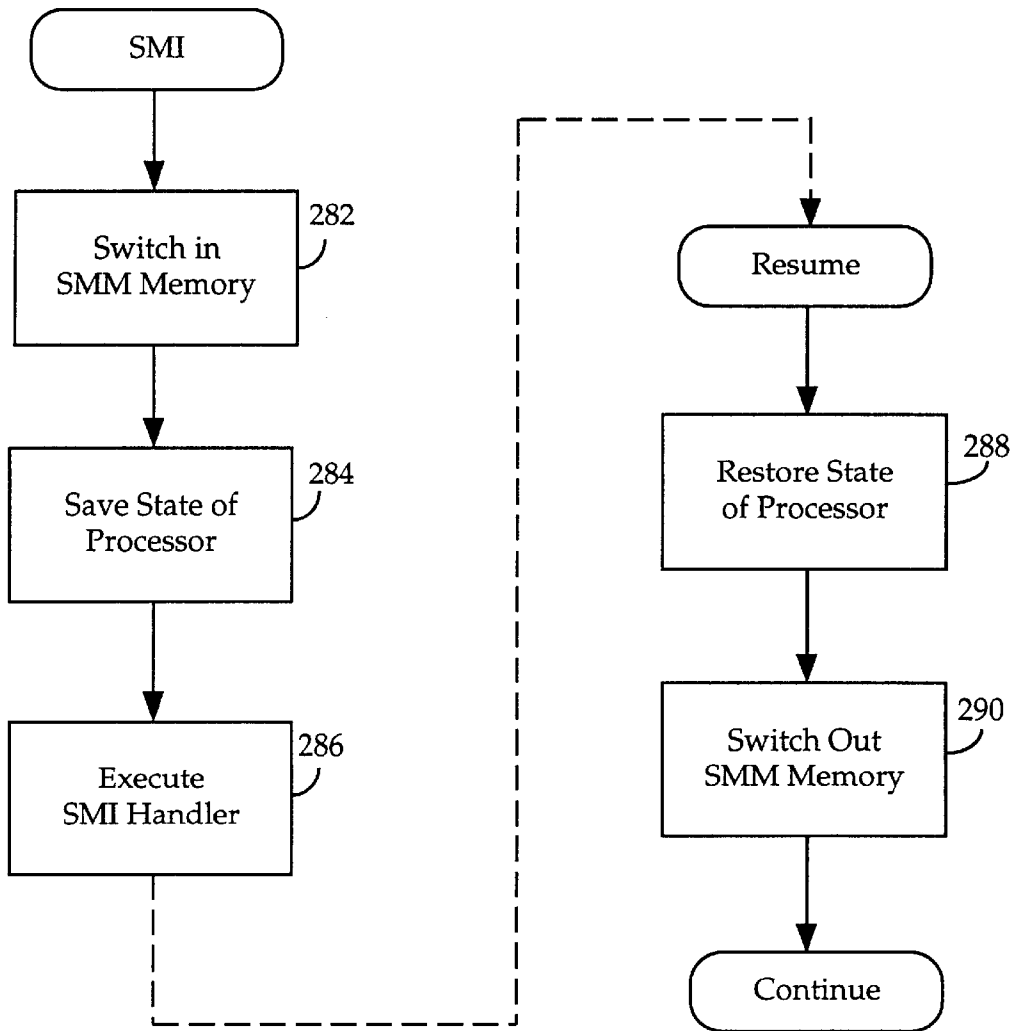 SMI
282
Switch in
SMM Memory
284
Save State of
Processor
286
Execute
SMI Handler
Resume
288
Restore State
of Processor
290
Switch Out
SMM Memory
Continue